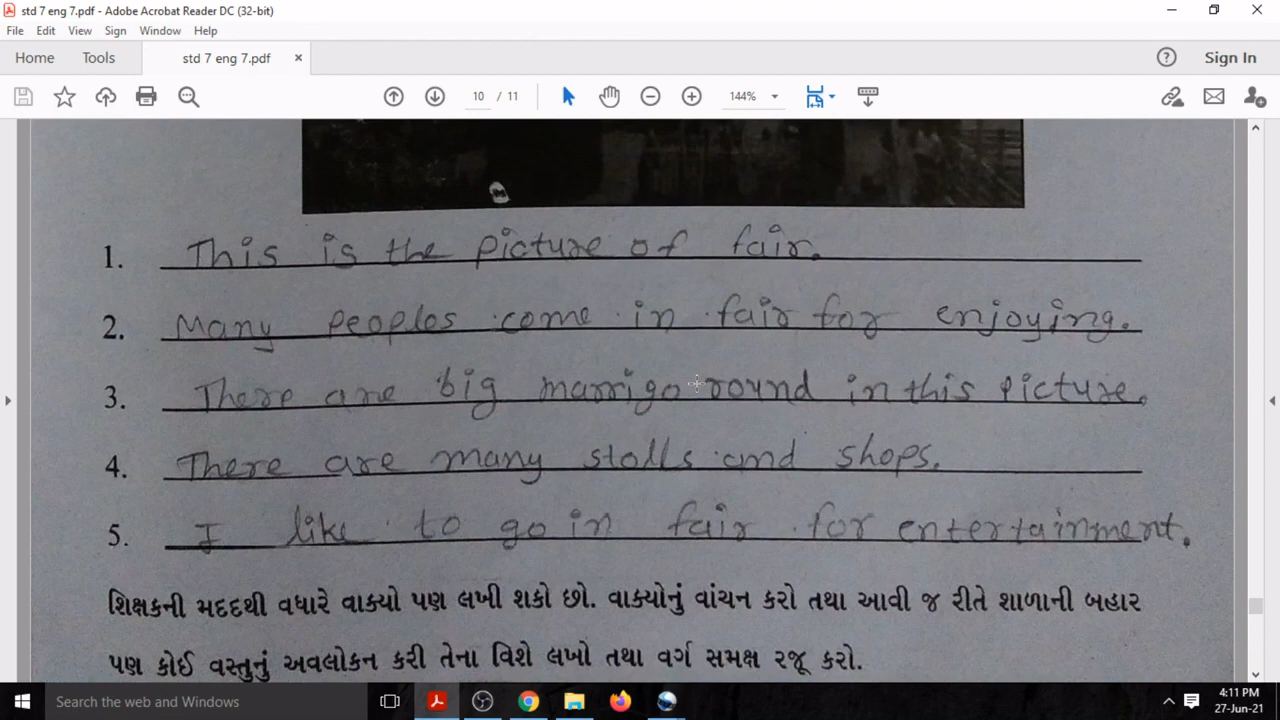 std 7 eng 7.pdf - Adobe Acrobat Reader DC (32-bit)
File Edit View Sign Window Help
Home Tools std 7 eng 7.pdf × Sign In
10 / 11 144%
1. This is the picture of fair.
2. Many peoples come in fair for enjoying.
3. There are big marrigo round in this picture.
4. There are many stolls and shops.
5. I like to go in fair for entertainment.
શિક્ષકની મદદથી વધારે વાક્યો પણ લખી શકો છો. વાક્યોનું વાંચન કરો તથા આવી જ રીતે શાળાની બહાર
પણ કોઈ વસ્તુનું અવલોકન કરી તેના વિશે લખો તથા વર્ગ સમક્ષ રજૂ કરો.
Search the web and Windows
4:11 PM
27-Jun-21